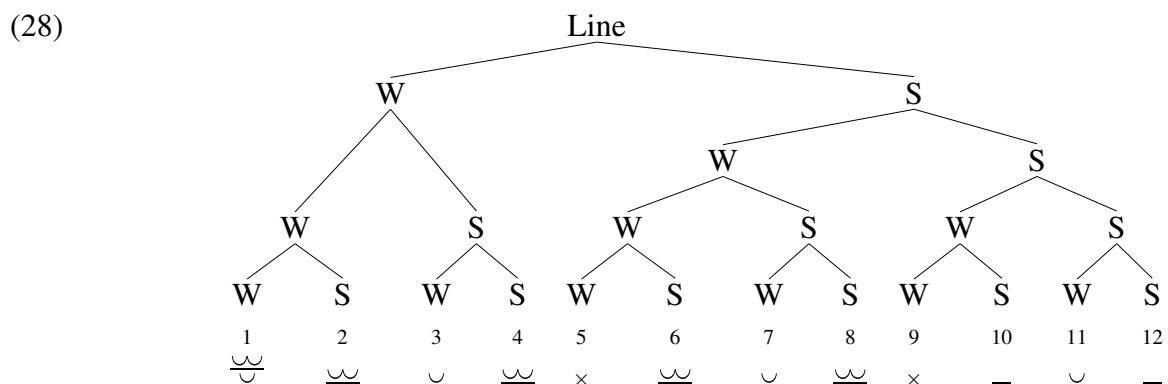 (28) Line
W S
W S
W S W S W S
W S W S W S W S W S W S
1 2 3 4 5 6 7 8 9 10 11 12
⏓⏑ ⏔ ⏑ ⏔ × ⏔ ⏑ ⏔ × – ⏑ –